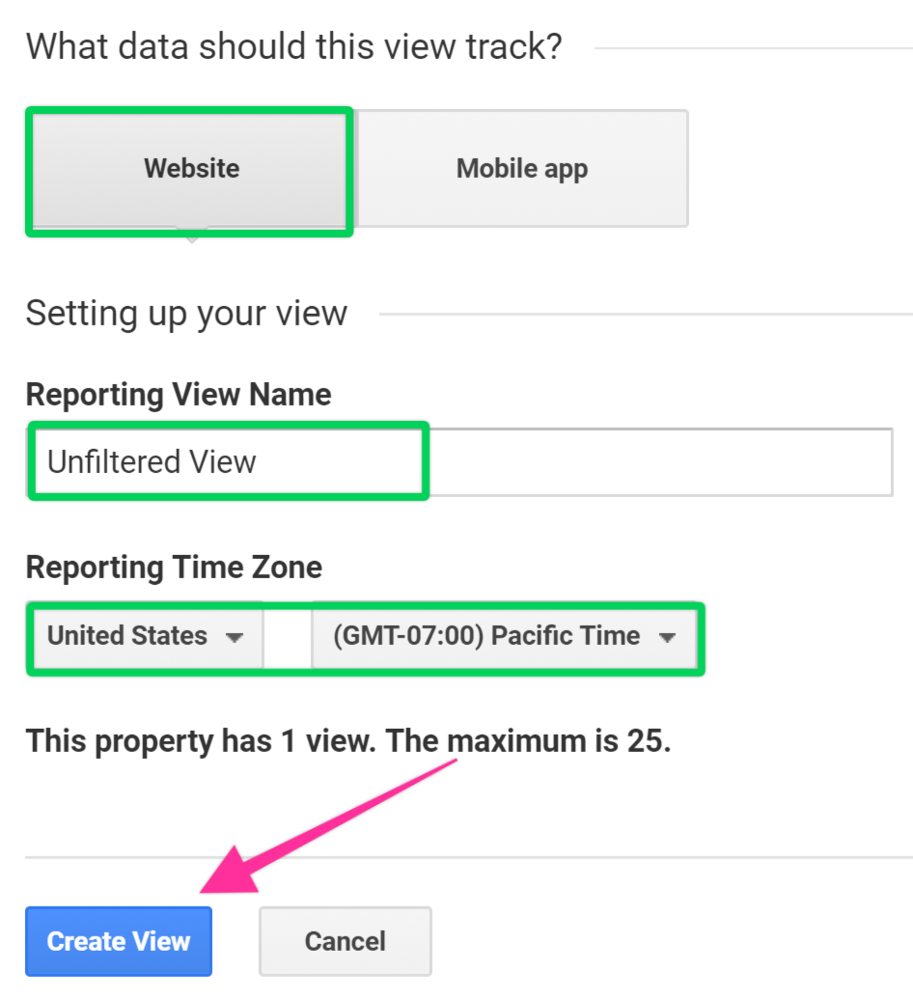 What data should this view track?
Website Mobile app
Setting up your view
Reporting View Name
Unfiltered View
Reporting Time Zone
United States (GMT-07:00) Pacific Time
This property has 1 view. The maximum is 25.
Create View Cancel